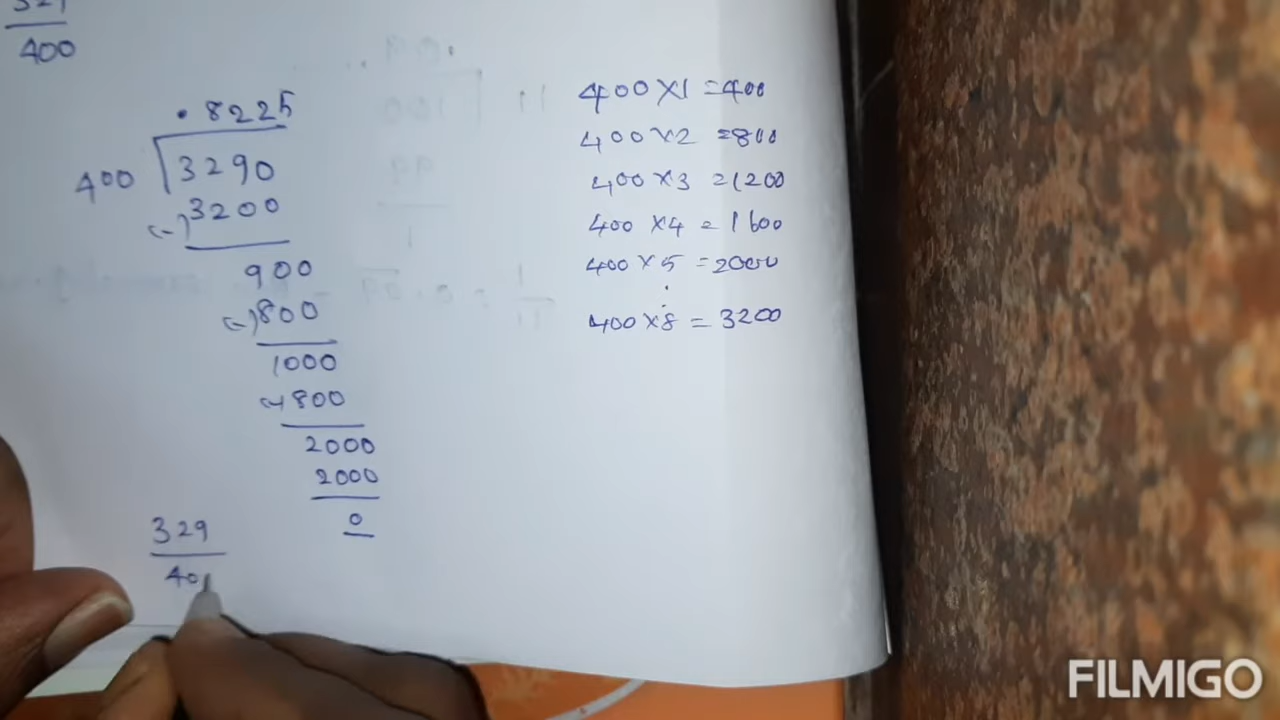 400
.8225
400 3290
(-) 3200
900
(-) 800
1000
(-) 800
2000
2000
0
329
40
400 × 1 = 400
400 × 2 = 800
400 × 3 = 1200
400 × 4 = 1600
400 × 5 = 2000
400 × 8 = 3200
FILMIGO